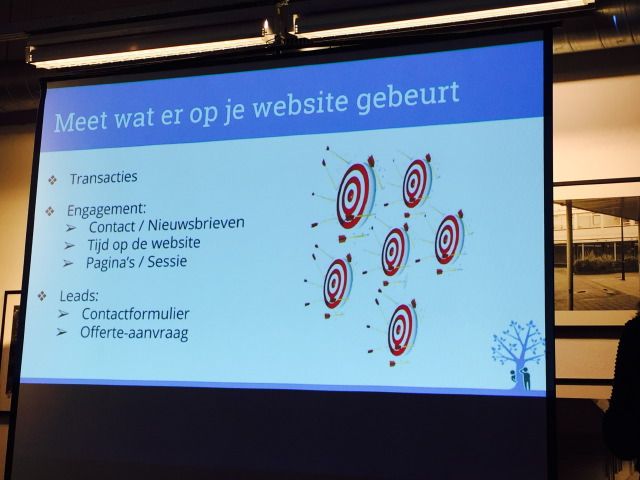 Meet wat er op je website gebeurt
Transacties
Engagement:
Contact / Nieuwsbrieven
Tijd op de website
Pagina's / Sessie
Leads:
Contactformulier
Offerte-aanvraag